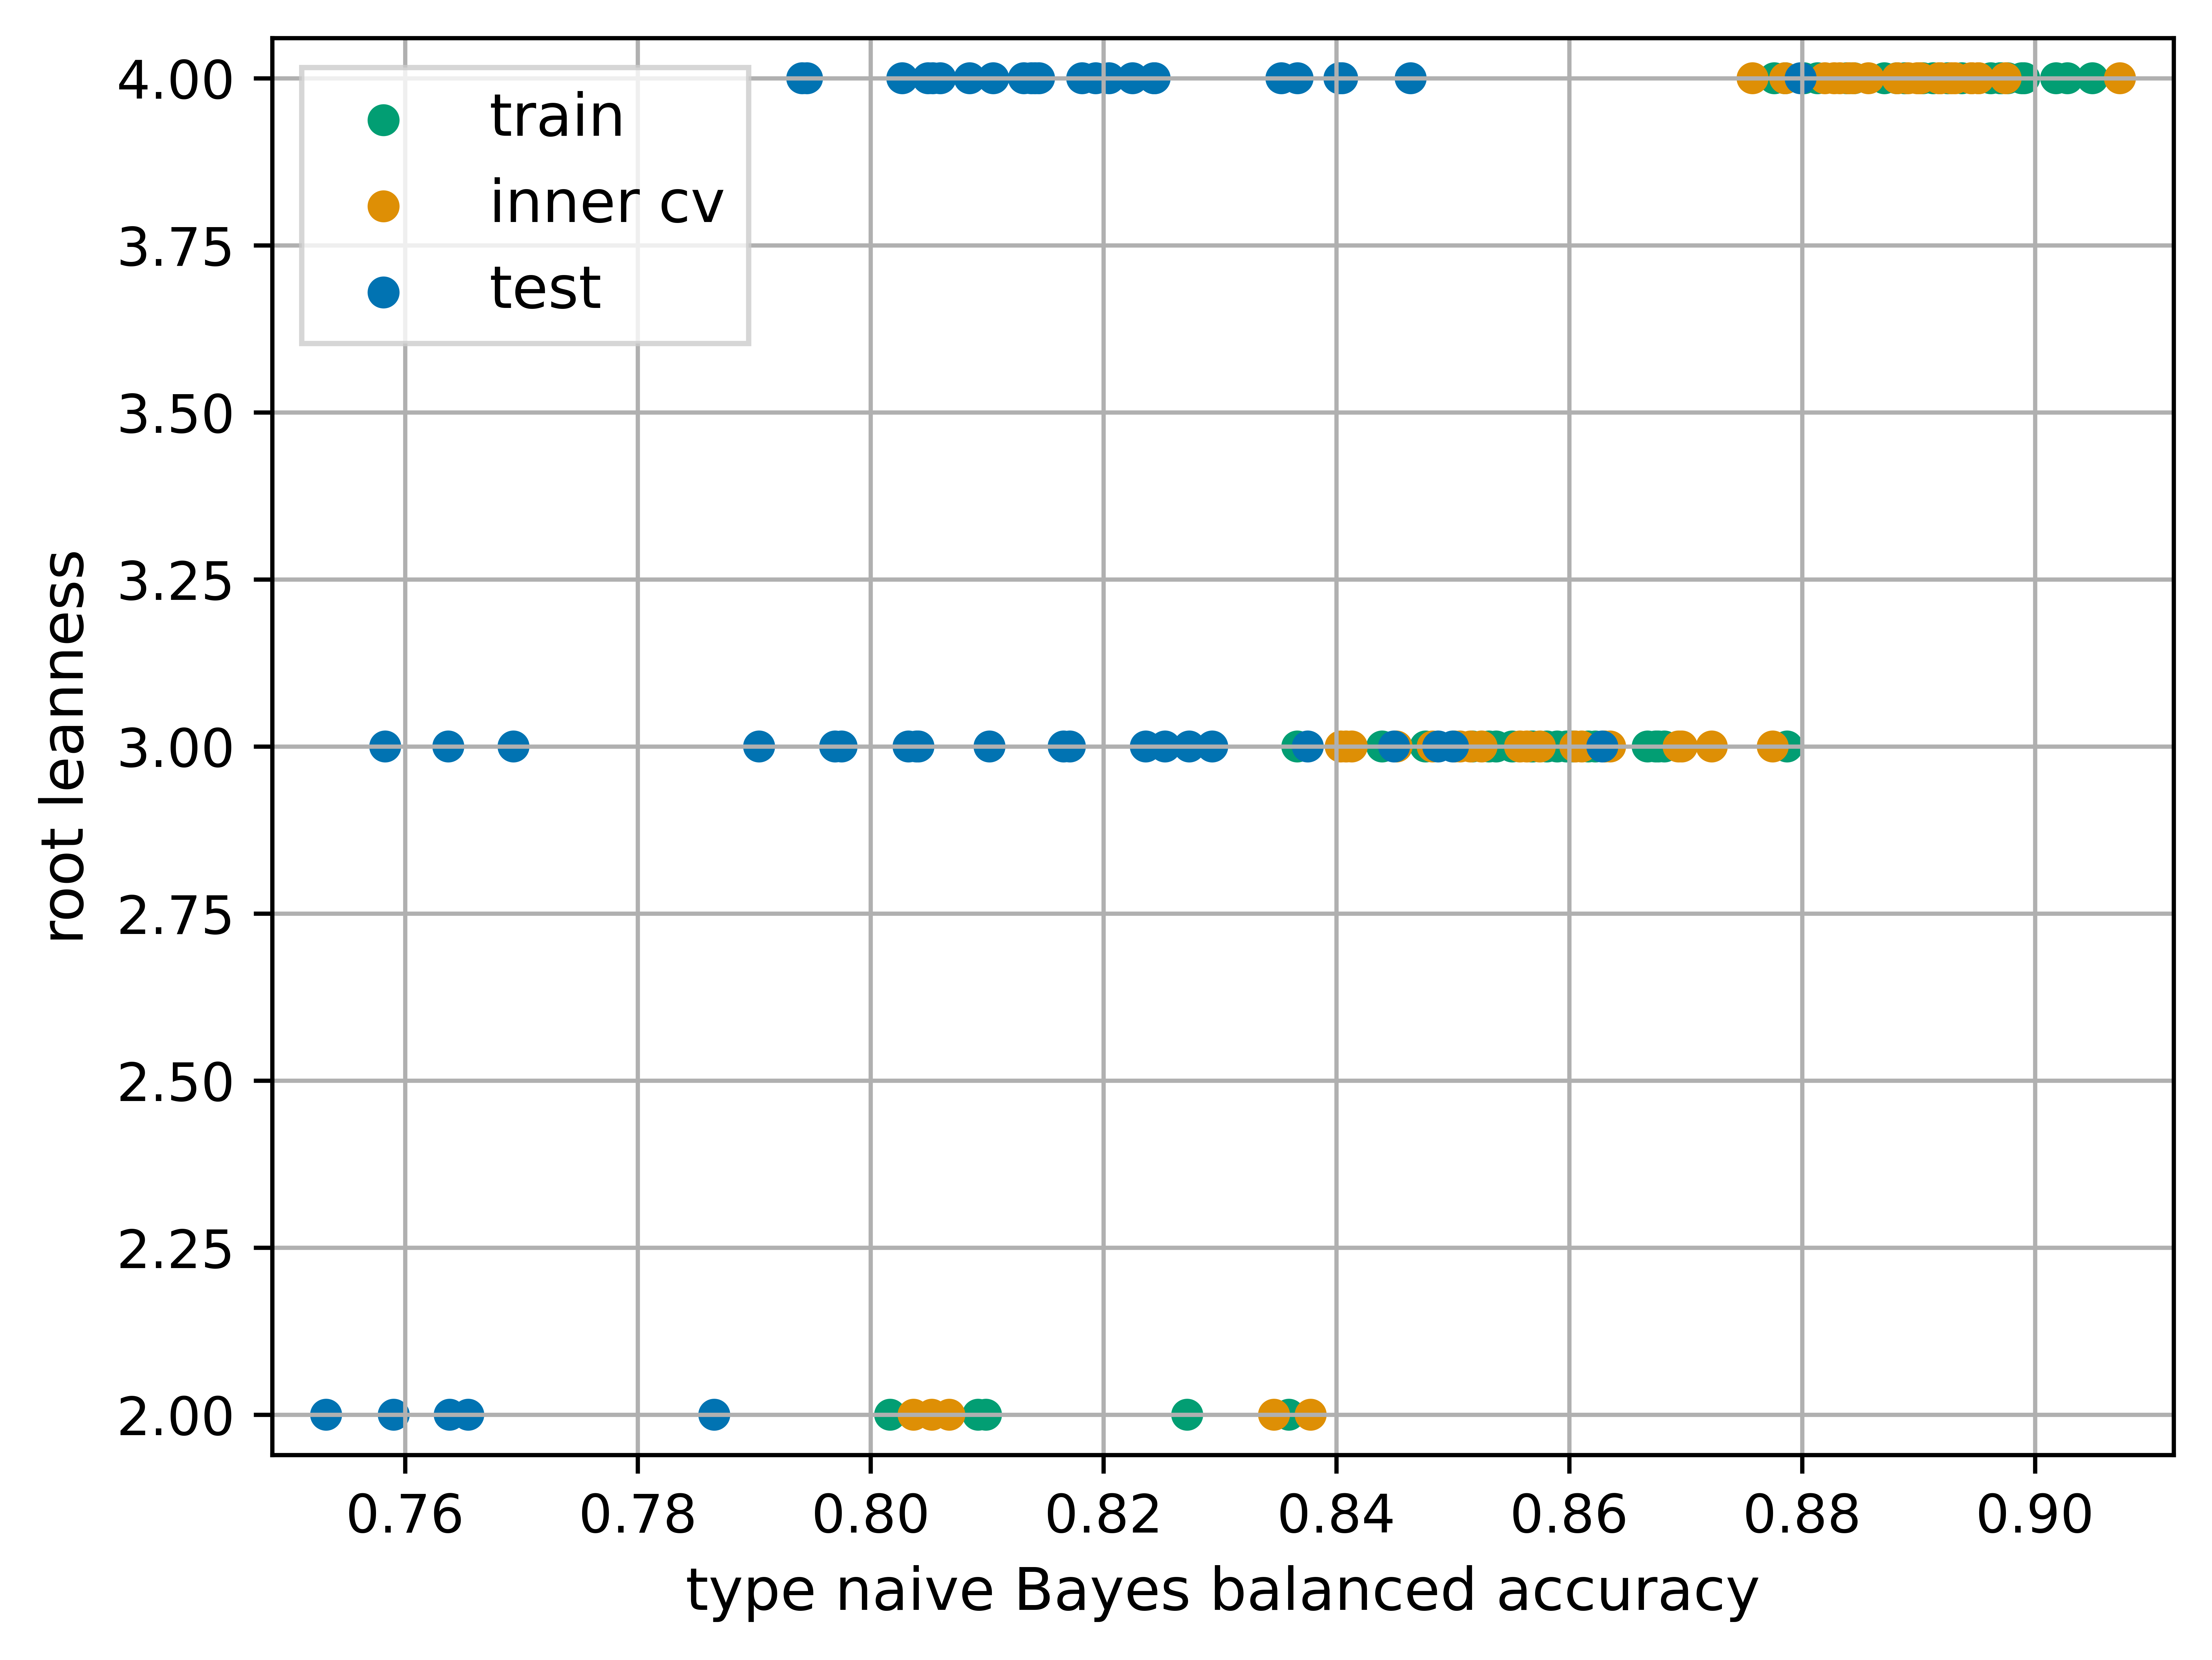 4.00
3.75
3.50
3.25
3.00
2.75
2.50
2.25
2.00
root leanness
train
inner cv
test
0.76 0.78 0.80 0.82 0.84 0.86 0.88 0.90
type naive Bayes balanced accuracy